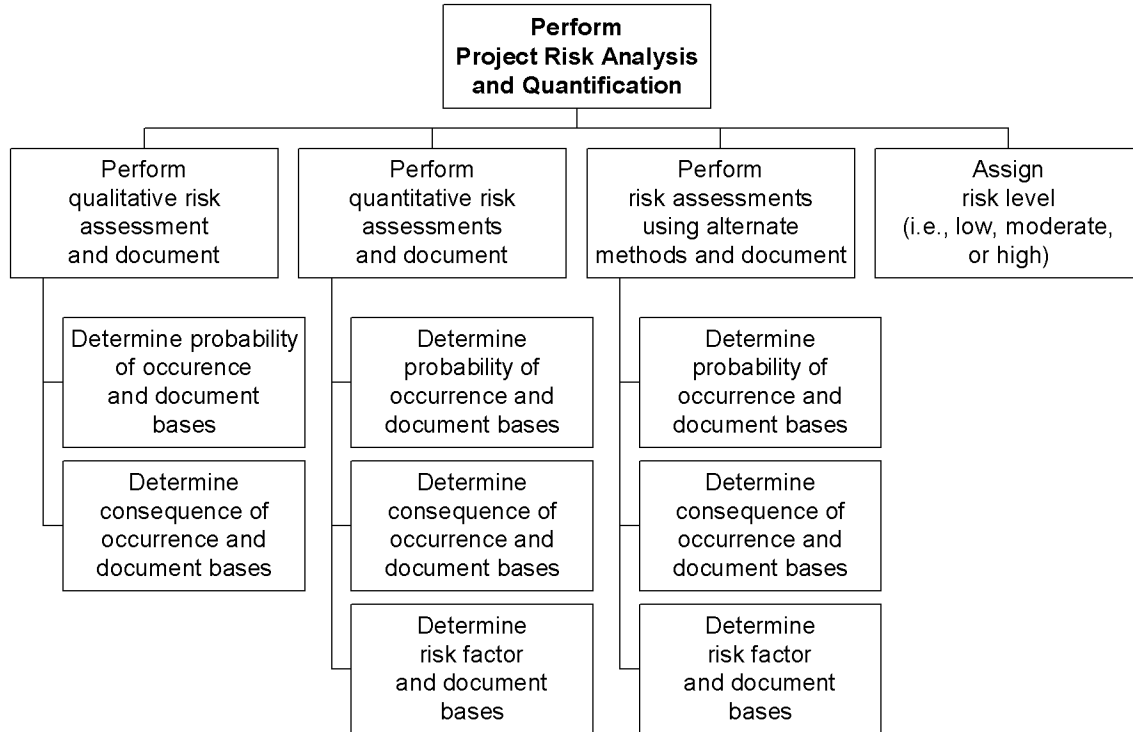 Perform
Project Risk Analysis
and Quantification
Perform
qualitative risk
assessment
and document
Perform
quantitative risk
assessments
and document
Perform
risk assessments
using alternate
methods and document
Assign
risk level
(i.e., low, moderate,
or high)
Determine probability
of occurence
and document
bases
Determine
consequence of
occurrence and
document bases
Determine
probability of
occurrence and
document bases
Determine
consequence of
occurrence and
document bases
Determine
risk factor
and document
bases
Determine
probability of
occurrence and
document bases
Determine
consequence of
occurrence and
document bases
Determine
risk factor
and document
bases